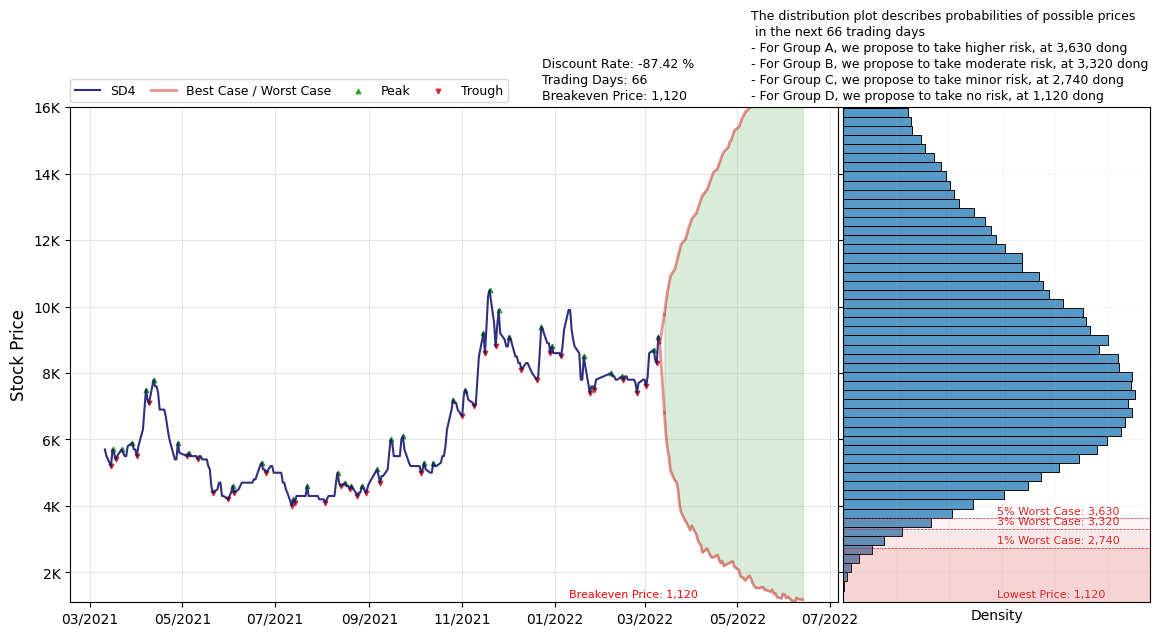 The distribution plot describes probabilities of possible prices
in the next 66 trading days
- For Group A, we propose to take higher risk, at 3,630 dong
- For Group B, we propose to take moderate risk, at 3,320 dong
- For Group C, we propose to take minor risk, at 2,740 dong
- For Group D, we propose to take no risk, at 1,120 dong
Discount Rate: -87.42 %
Trading Days: 66
Breakeven Price: 1,120
SD4 Best Case / Worst Case Peak Trough
Stock Price
16K
14K
12K
10K
8K
6K
4K
2K
5% Worst Case: 3,630
3% Worst Case: 3,320
1% Worst Case: 2,740
Breakeven Price: 1,120
Lowest Price: 1,120
03/2021 05/2021 07/2021 09/2021 11/2021 01/2022 03/2022 05/2022 07/2022
Density